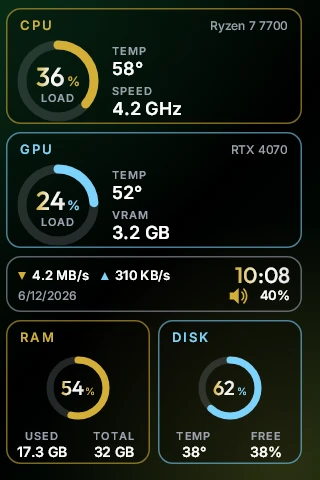 CPU Ryzen 7 7700
TEMP
58°
36%
LOAD
SPEED
4.2 GHz
GPU RTX 4070
TEMP
52°
24%
LOAD
VRAM
3.2 GB
▼ 4.2 MB/s ▲ 310 KB/s 10:08
6/12/2026 40%
RAM
54%
USED TOTAL
17.3 GB 32 GB
DISK
62%
TEMP FREE
38° 38%